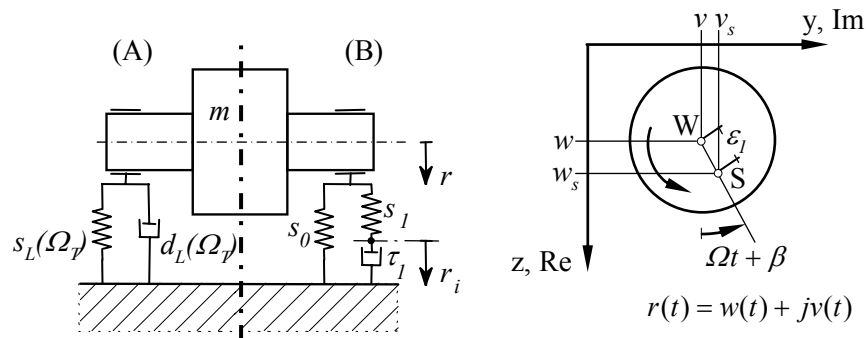 (A)
(B)
m
r
s_L(Ω_T)
d_L(Ω_T)
s_0
s_1
τ_1
r_i
v
v_s
y, Im
W
ε_1
w
w_s
S
z, Re
Ωt + β
r(t) = w(t) + jv(t)